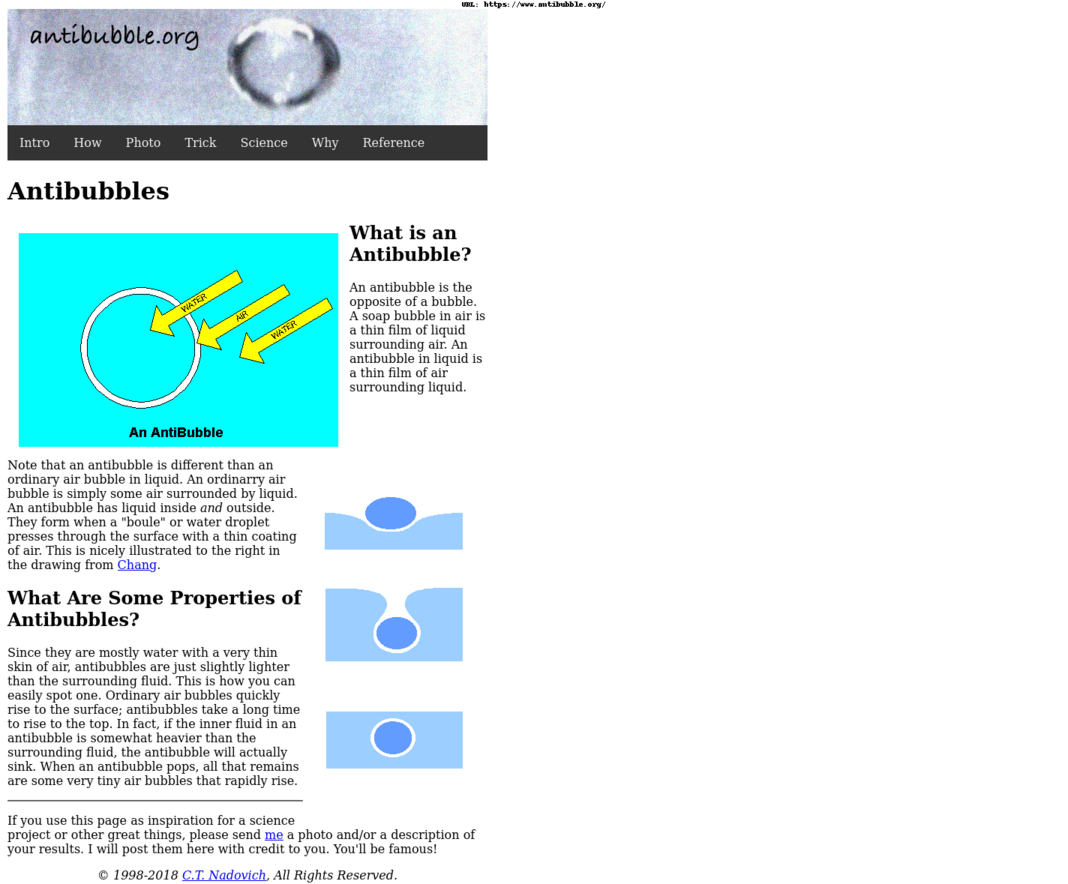 URL: https://www.antibubble.org/
antibubble.org
Intro How Photo Trick Science Why Reference
Antibubbles
WATER
AIR
WATER
An AntiBubble
What is an
Antibubble?
An antibubble is the
opposite of a bubble.
A soap bubble in air is
a thin film of liquid
surrounding air. An
antibubble in liquid is
a thin film of air
surrounding liquid.
Note that an antibubble is different than an
ordinary air bubble in liquid. An ordinarry air
bubble is simply some air surrounded by liquid.
An antibubble has liquid inside and outside.
They form when a "boule" or water droplet
presses through the surface with a thin coating
of air. This is nicely illustrated to the right in
the drawing from Chang.
What Are Some Properties of
Antibubbles?
Since they are mostly water with a very thin
skin of air, antibubbles are just slightly lighter
than the surrounding fluid. This is how you can
easily spot one. Ordinary air bubbles quickly
rise to the surface; antibubbles take a long time
to rise to the top. In fact, if the inner fluid in an
antibubble is somewhat heavier than the
surrounding fluid, the antibubble will actually
sink. When an antibubble pops, all that remains
are some very tiny air bubbles that rapidly rise.
If you use this page as inspiration for a science
project or other great things, please send me a photo and/or a description of
your results. I will post them here with credit to you. You'll be famous!
© 1998-2018 C.T. Nadovich, All Rights Reserved.